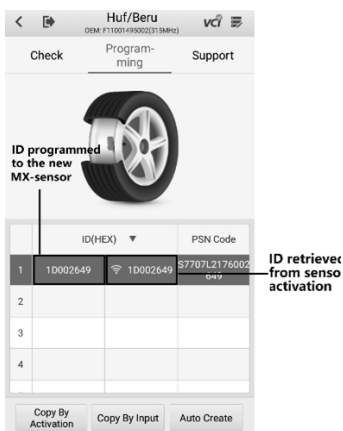 Huf/Beru
OEM: F11001495002(315MHz)
VCI
Check
Program-
ming
Support
ID programmed
to the new
MX-sensor
ID(HEX) ▼
PSN Code
1
1D002649
1D002649
S7707L2176002
649
ID retrieved
from senso
activation
2
3
4
Copy By
Activation
Copy By Input
Auto Create